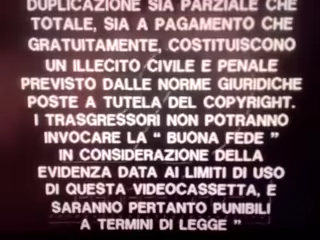 DUPLICAZIONE SIA PARZIALE CHE
TOTALE, SIA A PAGAMENTO CHE
GRATUITAMENTE, COSTITUISCONO
UN ILLECITO CIVILE E PENALE
PREVISTO DALLE NORME GIURIDICHE
POSTE A TUTELA DEL COPYRIGHT.
I TRASGRESSORI NON POTRANNO
INVOCARE LA “ BUONA FEDE ”
IN CONSIDERAZIONE DELLA
EVIDENZA DATA AI LIMITI DI USO
DI QUESTA VIDEOCASSETTA, E
SARANNO PERTANTO PUNIBILI
A TERMINI DI LEGGE ”